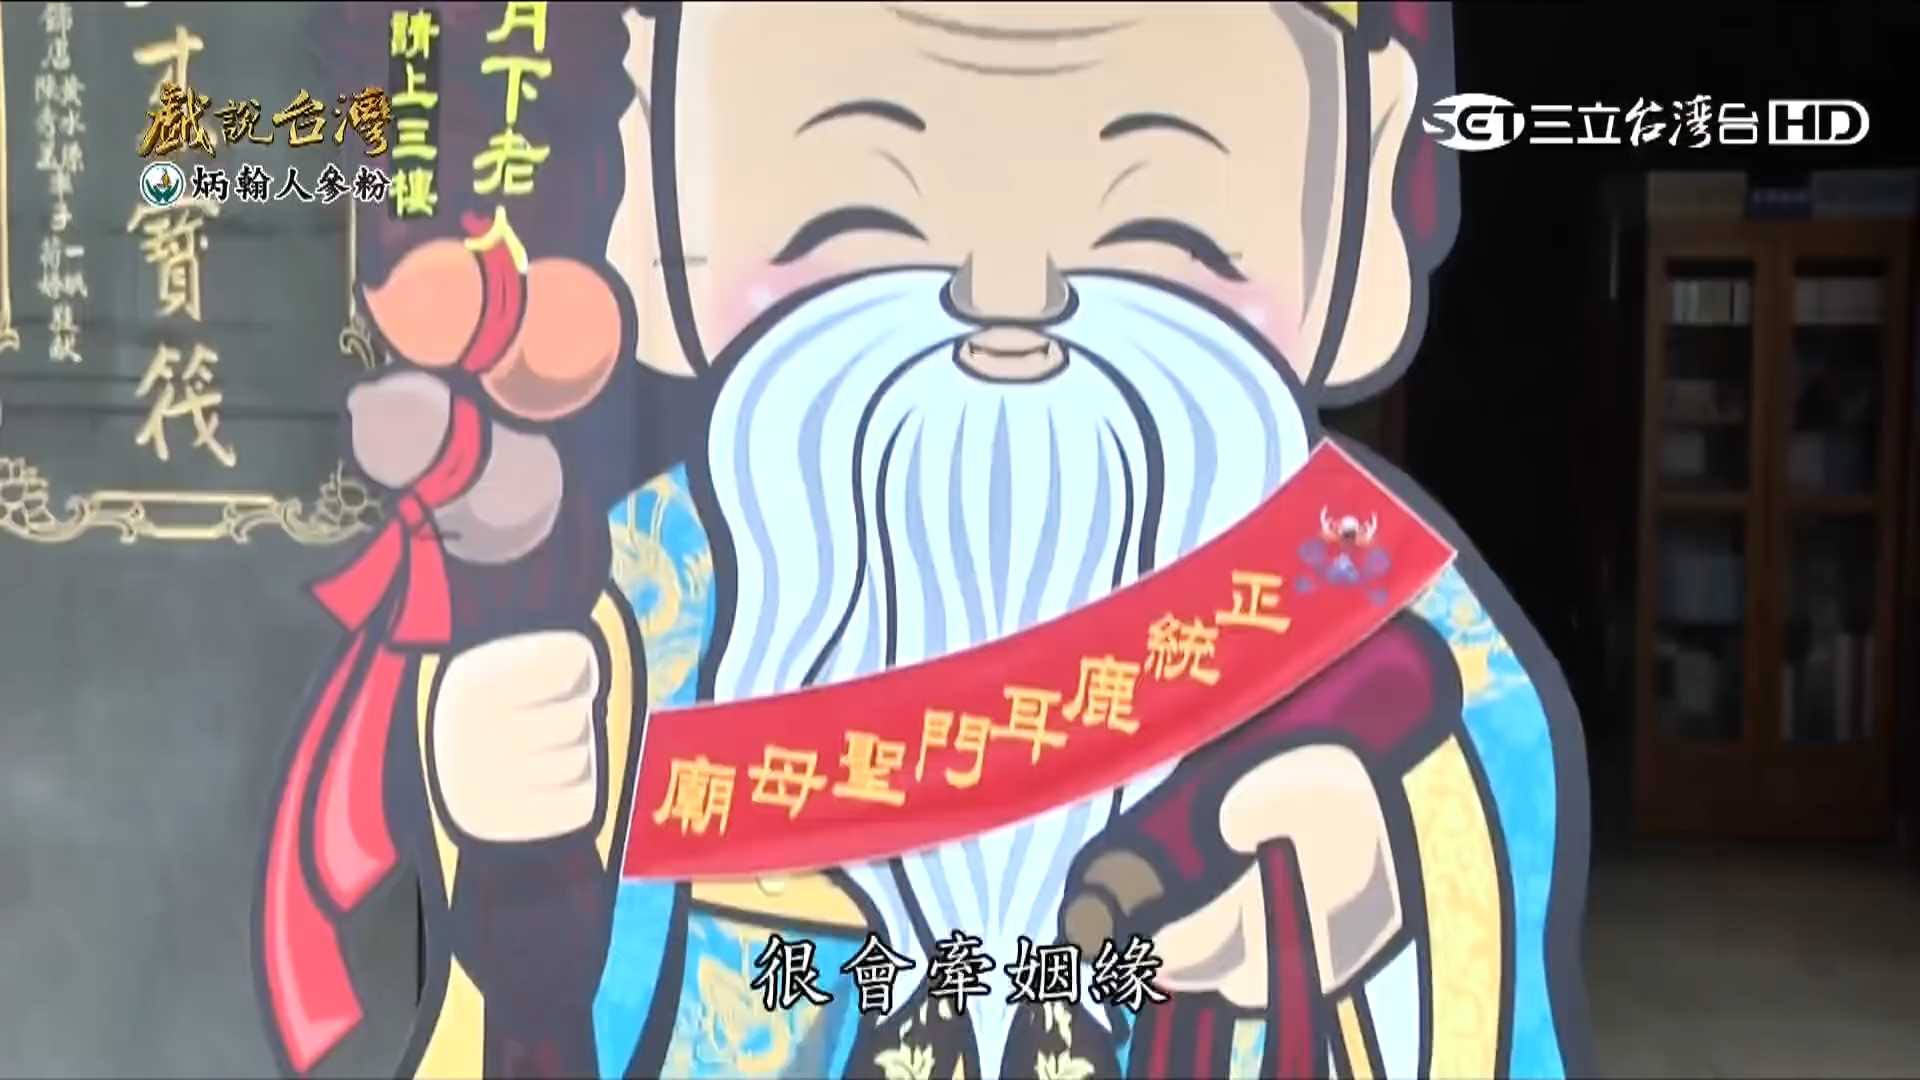 戲說台灣
炳翰人參粉
SET三立台灣台HD
月下老人
請上三樓
寶筏
正統鹿耳門聖母廟
很會牽姻緣